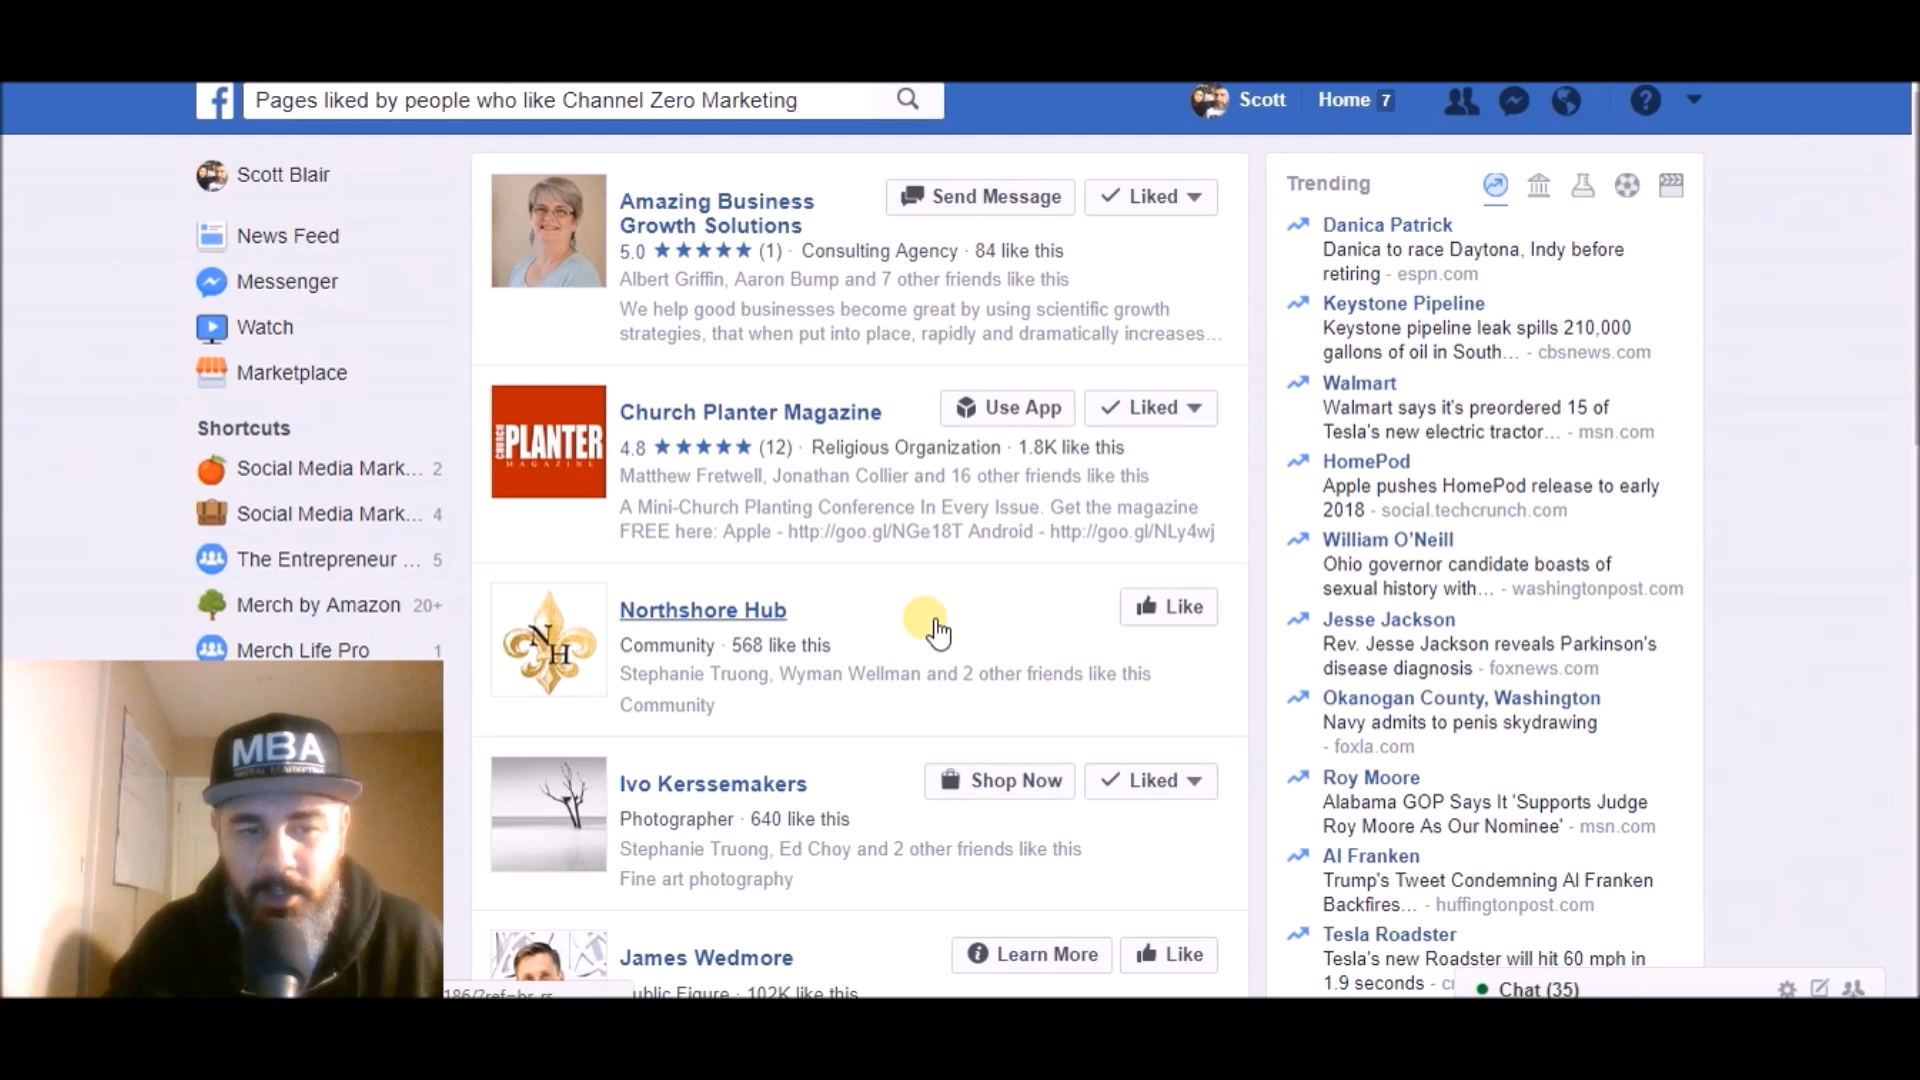 Pages liked by people who like Channel Zero Marketing
Scott
Home 7
Scott Blair
News Feed
Messenger
Watch
Marketplace
Shortcuts
Social Media Mark... 2
Social Media Mark... 4
The Entrepreneur ... 5
Merch by Amazon 20+
Merch Life Pro 1
MBA
Amazing Business
Growth Solutions
Send Message
Liked
5.0 ★★★★★ (1) · Consulting Agency · 84 like this
Albert Griffin, Aaron Bump and 7 other friends like this
We help good businesses become great by using scientific growth
strategies, that when put into place, rapidly and dramatically increases...
CHURCH
PLANTER
MAGAZINE
Church Planter Magazine
Use App
Liked
4.8 ★★★★★ (12) · Religious Organization · 1.8K like this
Matthew Fretwell, Jonathan Collier and 16 other friends like this
A Mini-Church Planting Conference In Every Issue. Get the magazine
FREE here: Apple - http://goo.gl/NGe18T Android - http://goo.gl/NLy4wj
NH
Northshore Hub
Like
Community · 568 like this
Stephanie Truong, Wyman Wellman and 2 other friends like this
Community
Ivo Kerssemakers
Shop Now
Liked
Photographer · 640 like this
Stephanie Truong, Ed Choy and 2 other friends like this
Fine art photography
James Wedmore
Learn More
Like
Figure · 102K like this
Trending
Danica Patrick
Danica to race Daytona, Indy before
retiring - espn.com
Keystone Pipeline
Keystone pipeline leak spills 210,000
gallons of oil in South... - cbsnews.com
Walmart
Walmart says it's preordered 15 of
Tesla's new electric tractor... - msn.com
HomePod
Apple pushes HomePod release to early
2018 - social.techcrunch.com
William O'Neill
Ohio governor candidate boasts of
sexual history with... - washingtonpost.com
Jesse Jackson
Rev. Jesse Jackson reveals Parkinson's
disease diagnosis - foxnews.com
Okanogan County, Washington
Navy admits to penis skydrawing
- foxla.com
Roy Moore
Alabama GOP Says It 'Supports Judge
Roy Moore As Our Nominee' - msn.com
Al Franken
Trump's Tweet Condemning Al Franken
Backfires... - huffingtonpost.com
Tesla Roadster
Tesla's new Roadster will hit 60 mph in
1.9 seconds
Chat (35)